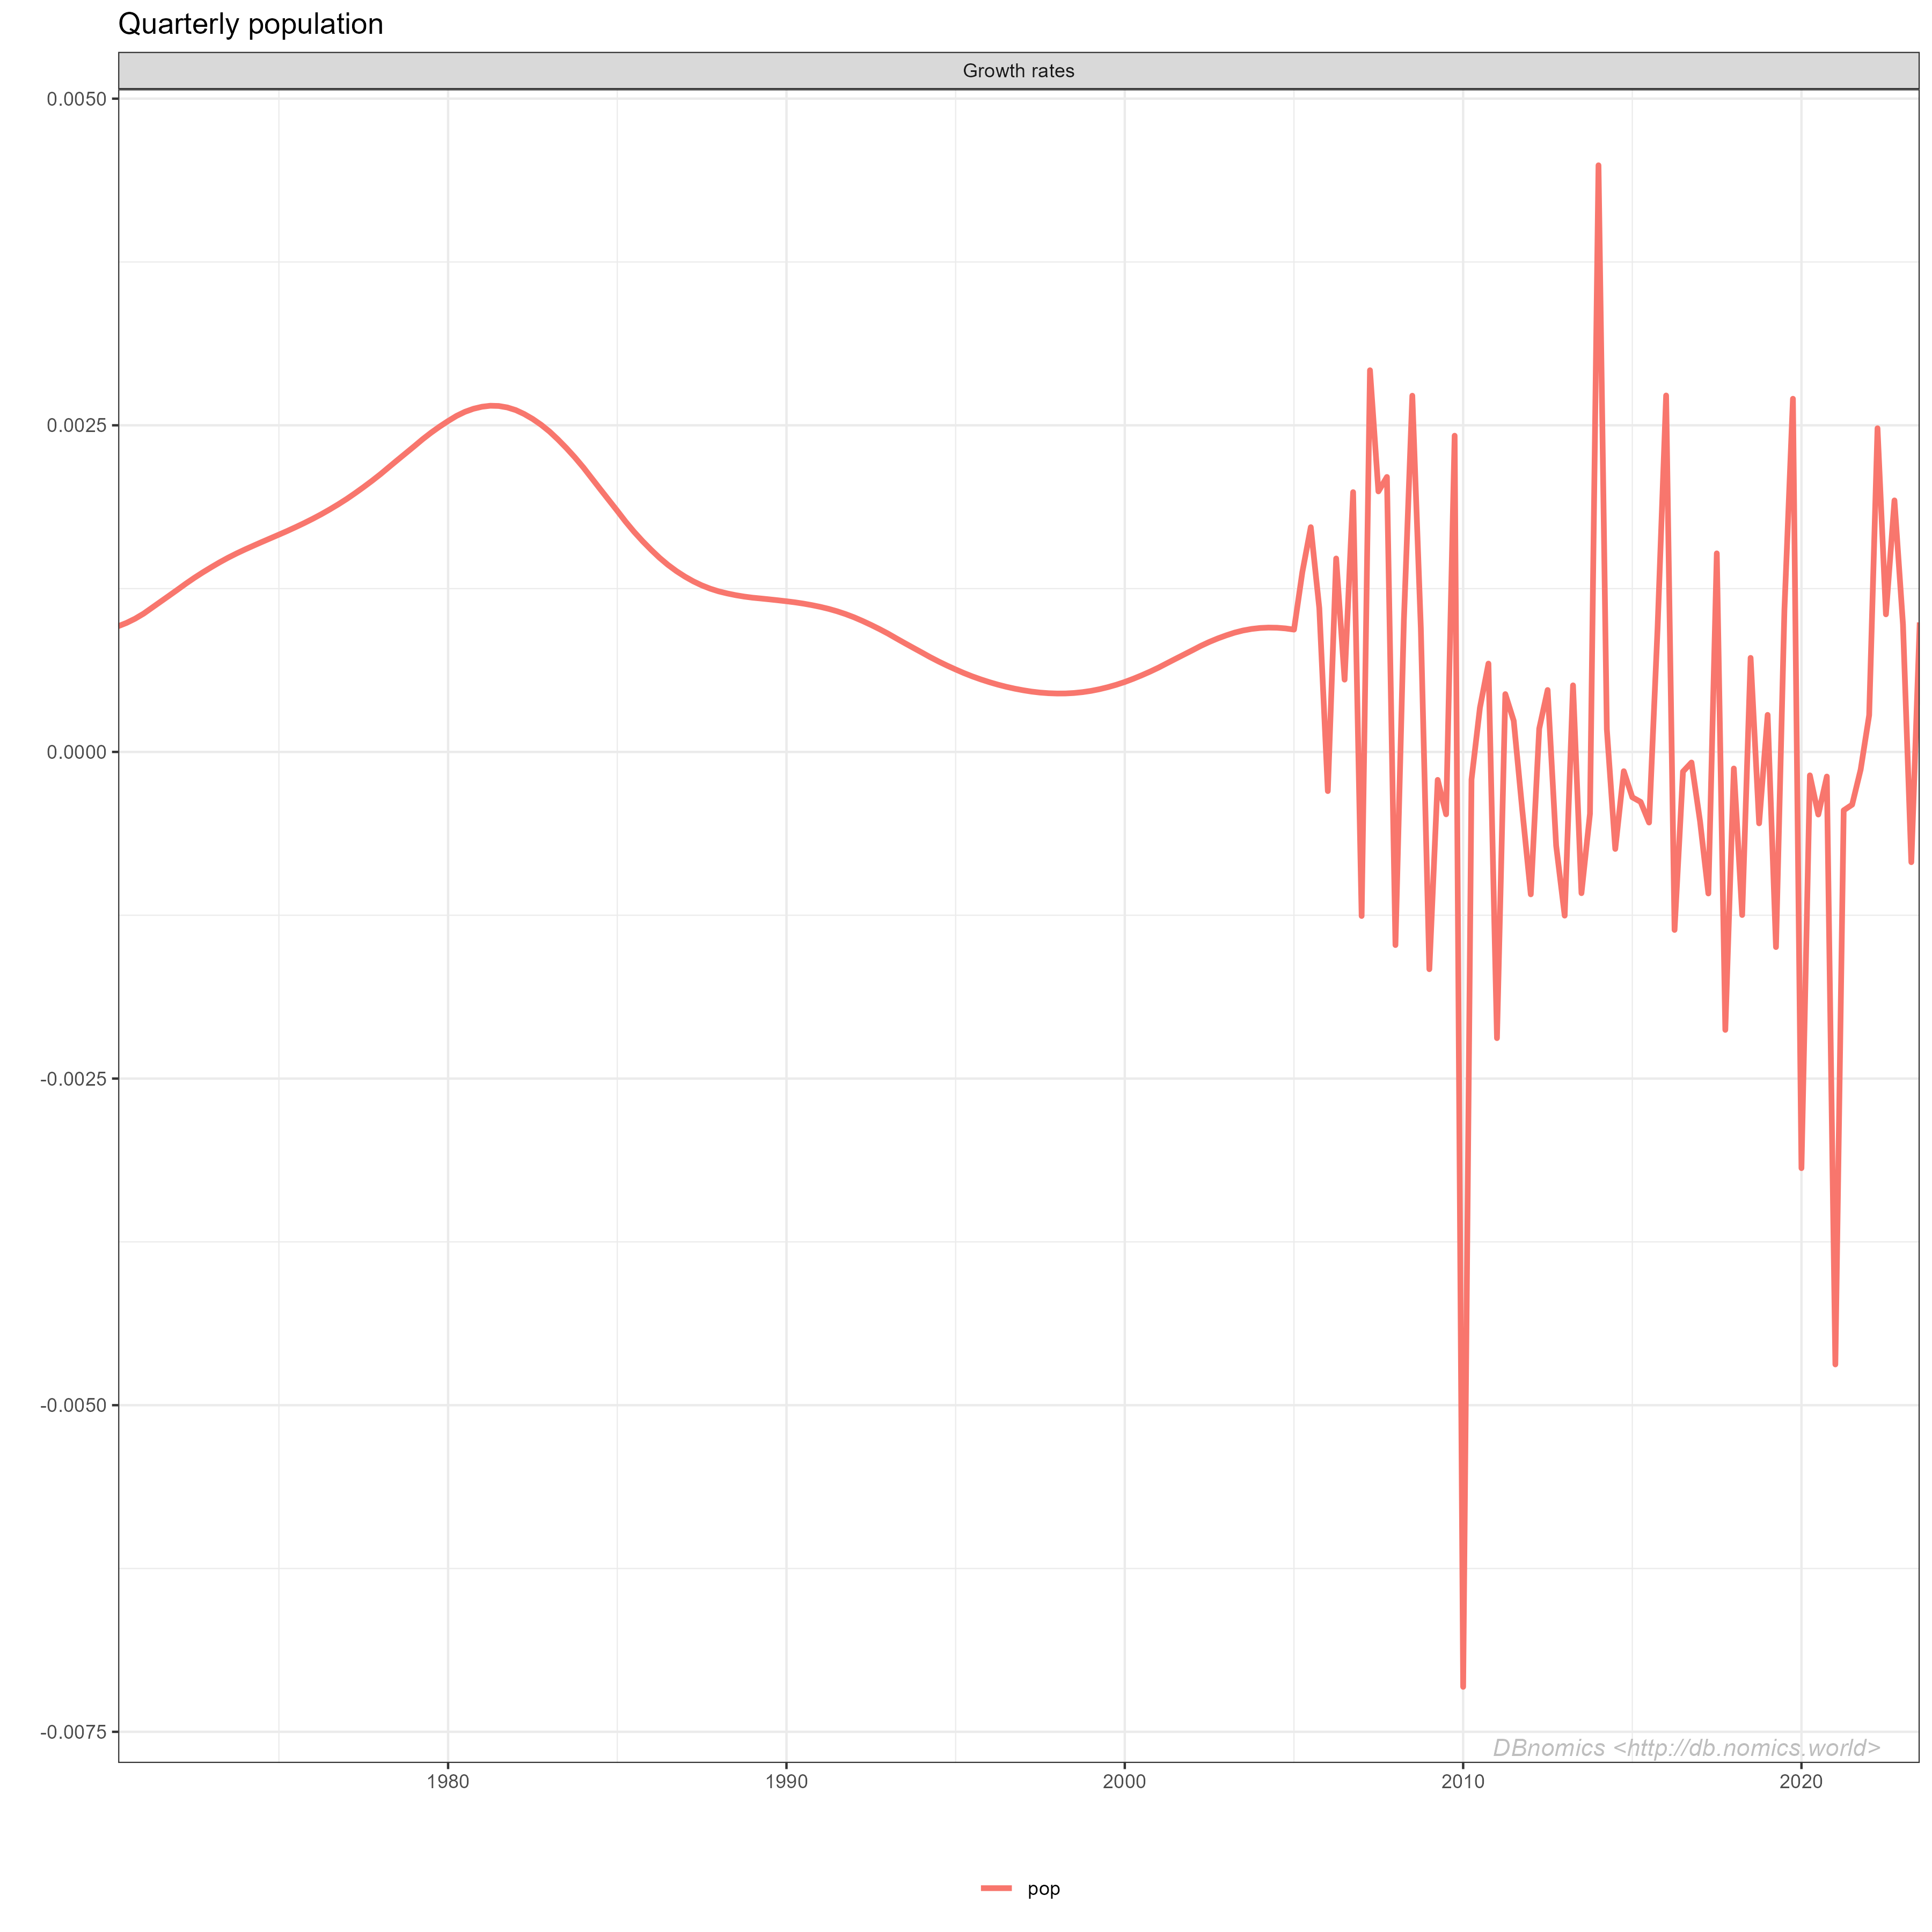 Quarterly population
Growth rates
0.0050
0.0025
0.0000
-0.0025
-0.0050
-0.0075
DBnomics <http://db.nomics.world>
1980 1990 2000 2010 2020
pop